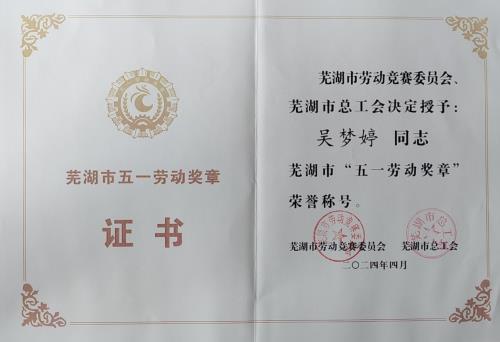 芜湖市五一劳动奖章
证书
芜湖市劳动竞赛委员会、
芜湖市总工会决定授予：
吴梦婷 同志
芜湖市“五一劳动奖章”
荣誉称号。
芜湖市劳动竞赛委员会 芜湖市总工会
二〇二四年四月